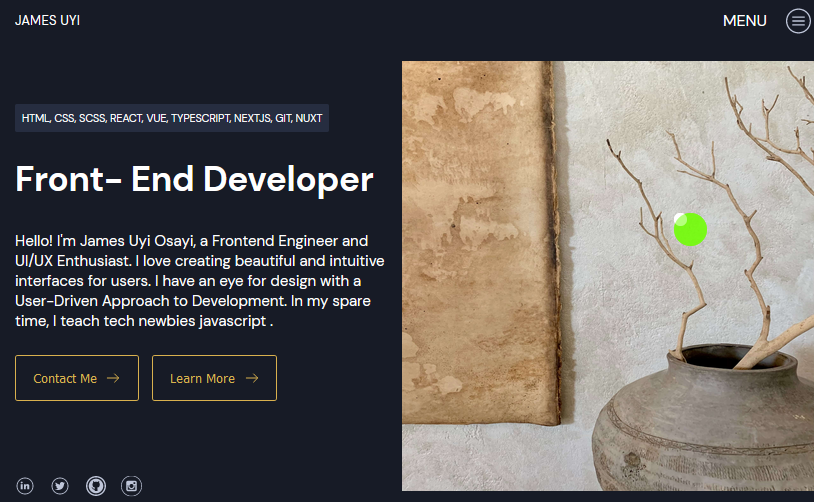 JAMES UYI
MENU
HTML, CSS, SCSS, REACT, VUE, TYPESCRIPT, NEXTJS, GIT, NUXT
Front- End Developer
Hello! I'm James Uyi Osayi, a Frontend Engineer and
UI/UX Enthusiast. I love creating beautiful and intuitive
interfaces for users. I have an eye for design with a
User-Driven Approach to Development. In my spare
time, I teach tech newbies javascript .
Contact Me →
Learn More →
in